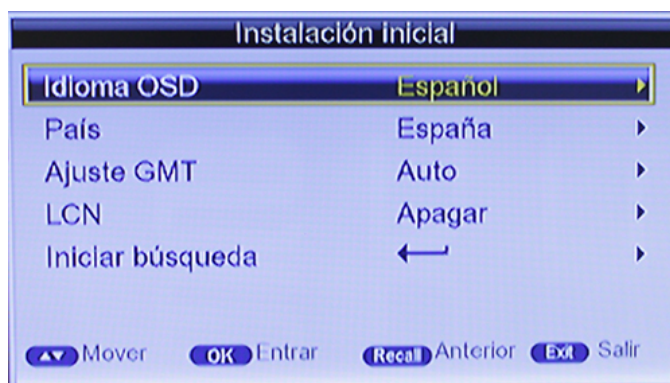 Instalación inicial
Idioma OSD Español
País España
Ajuste GMT Auto
LCN Apagar
Iniciar búsqueda
Mover OK Entrar Recall Anterior Exit Salir